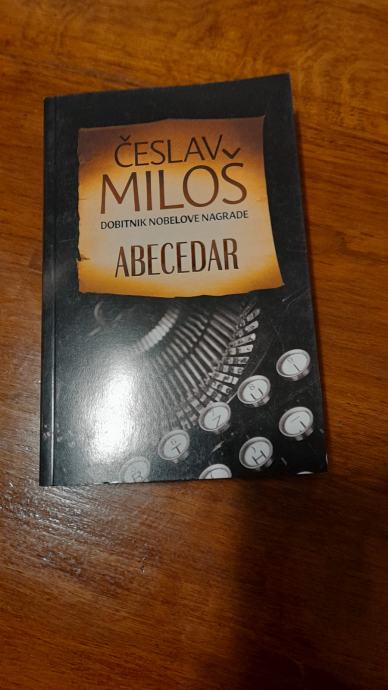 ČESLAV
MILOŠ
DOBITNIK NOBELOVE NAGRADE
ABECEDAR